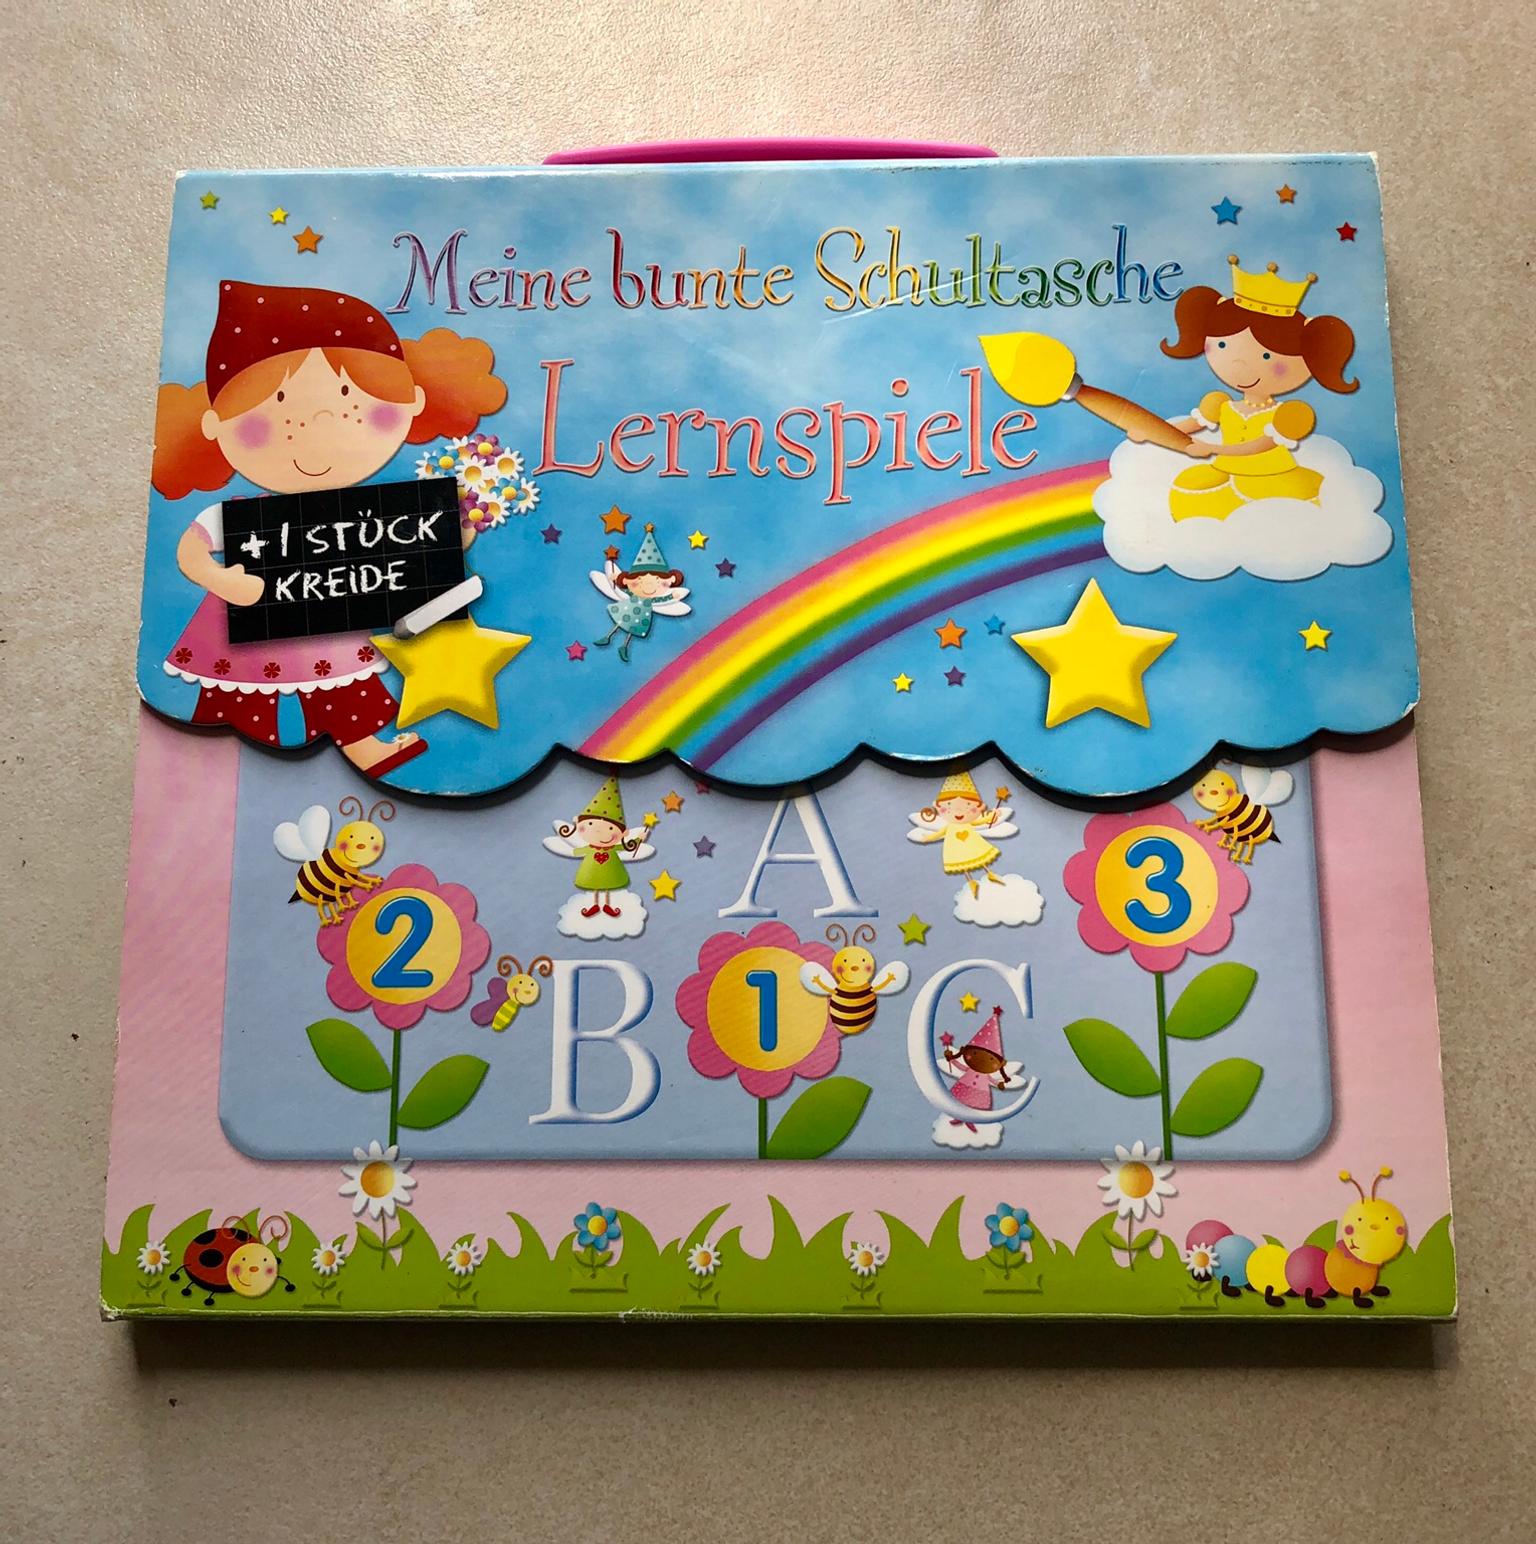 Meine bunte Schultasche
Lernspiele
+ 1 STÜCK
KREIDE
A
2
3
B
1
C